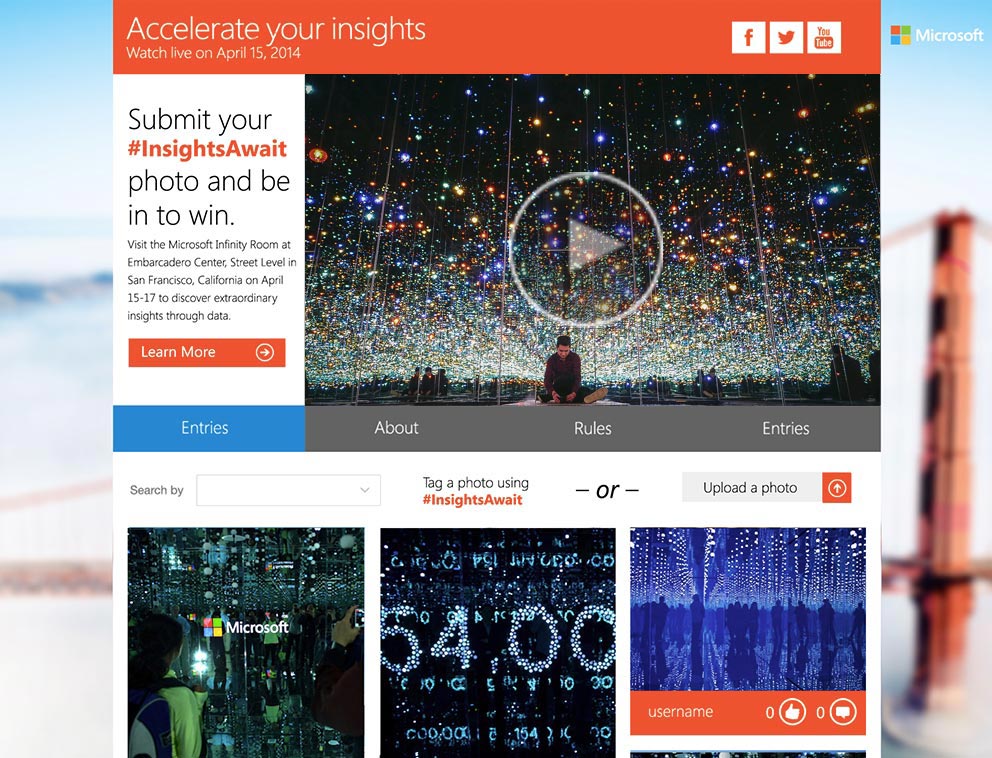 Accelerate your insights
Watch live on April 15, 2014
You
Tube
Microsoft
Submit your
#InsightsAwait
photo and be
in to win.
Visit the Microsoft Infinity Room at
Embarcadero Center, Street Level in
San Francisco, California on April
15-17 to discover extraordinary
insights through data.
Learn More
Entries
About
Rules
Entries
Search by
Tag a photo using
#InsightsAwait
– or –
Upload a photo
Microsoft
54 00
username
0
0